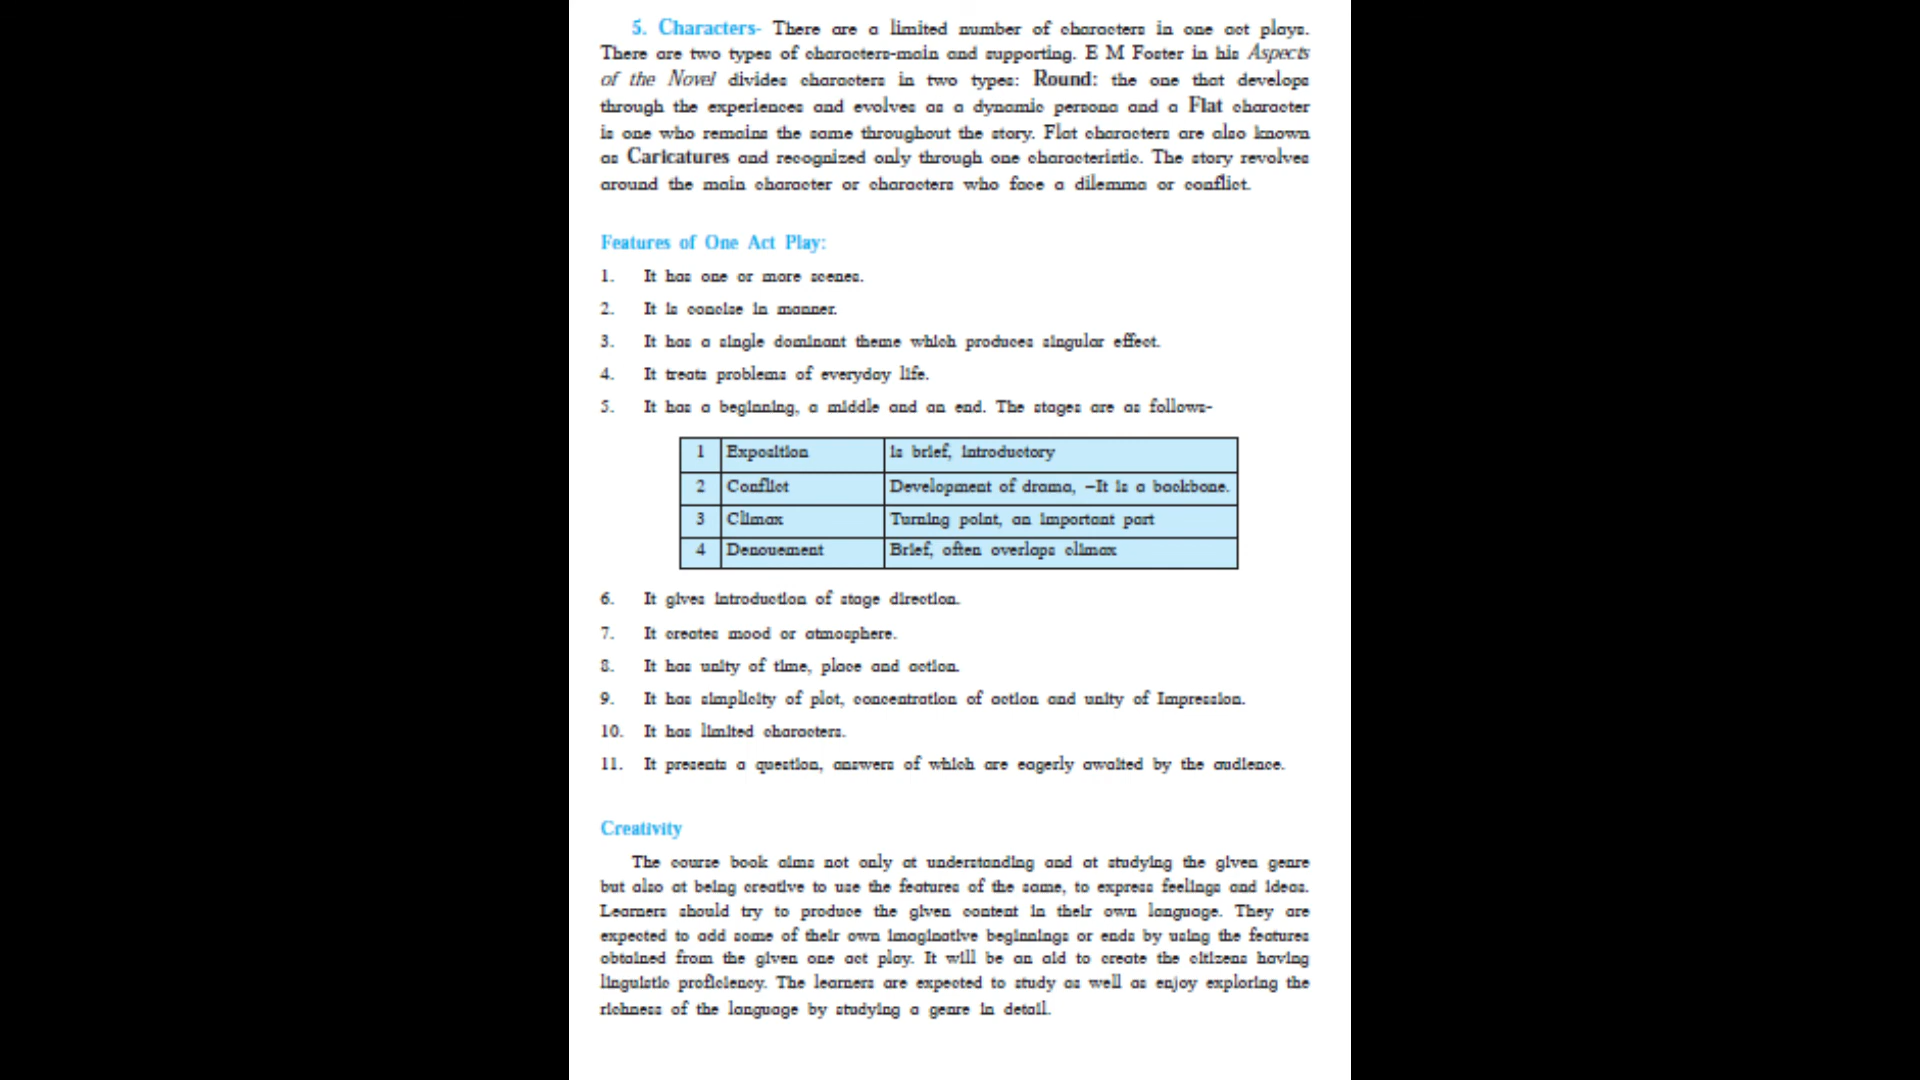 5. Characters- There are a limited number of characters in one act plays.
There are two types of characters-main and supporting. E M Foster in his Aspects
of the Novel divides characters in two types: Round: the one that develops
through the experiences and evolves as a dynamic persona and a Flat character
is one who remains the same throughout the story. Flat characters are also known
as Caricatures and recognized only through one characteristic. The story revolves
around the main character or characters who face a dilemma or conflict.
Features of One Act Play:
1. It has one or more scenes.
2. It is concise in manner.
3. It has a single dominant theme which produces singular effect.
4. It treats problems of everyday life.
5. It has a beginning, a middle and an end. The stages are as follows-
1 Exposition is brief, introductory
2 Conflict Development of drama, –It is a backbone.
3 Climax Turning point, an important part
4 Denouement Brief, often overlaps climax
6. It gives introduction of stage direction.
7. It creates mood or atmosphere.
8. It has unity of time, place and action.
9. It has simplicity of plot, concentration of action and unity of Impression.
10. It has limited characters.
11. It presents a question, answers of which are eagerly awaited by the audience.
Creativity
The course book aims not only at understanding and at studying the given genre
but also at being creative to use the features of the same, to express feelings and ideas.
Learners should try to produce the given content in their own language. They are
expected to add some of their own imaginative beginnings or ends by using the features
obtained from the given one act play. It will be an aid to create the citizens having
linguistic proficiency. The learners are expected to study as well as enjoy exploring the
richness of the language by studying a genre in detail.